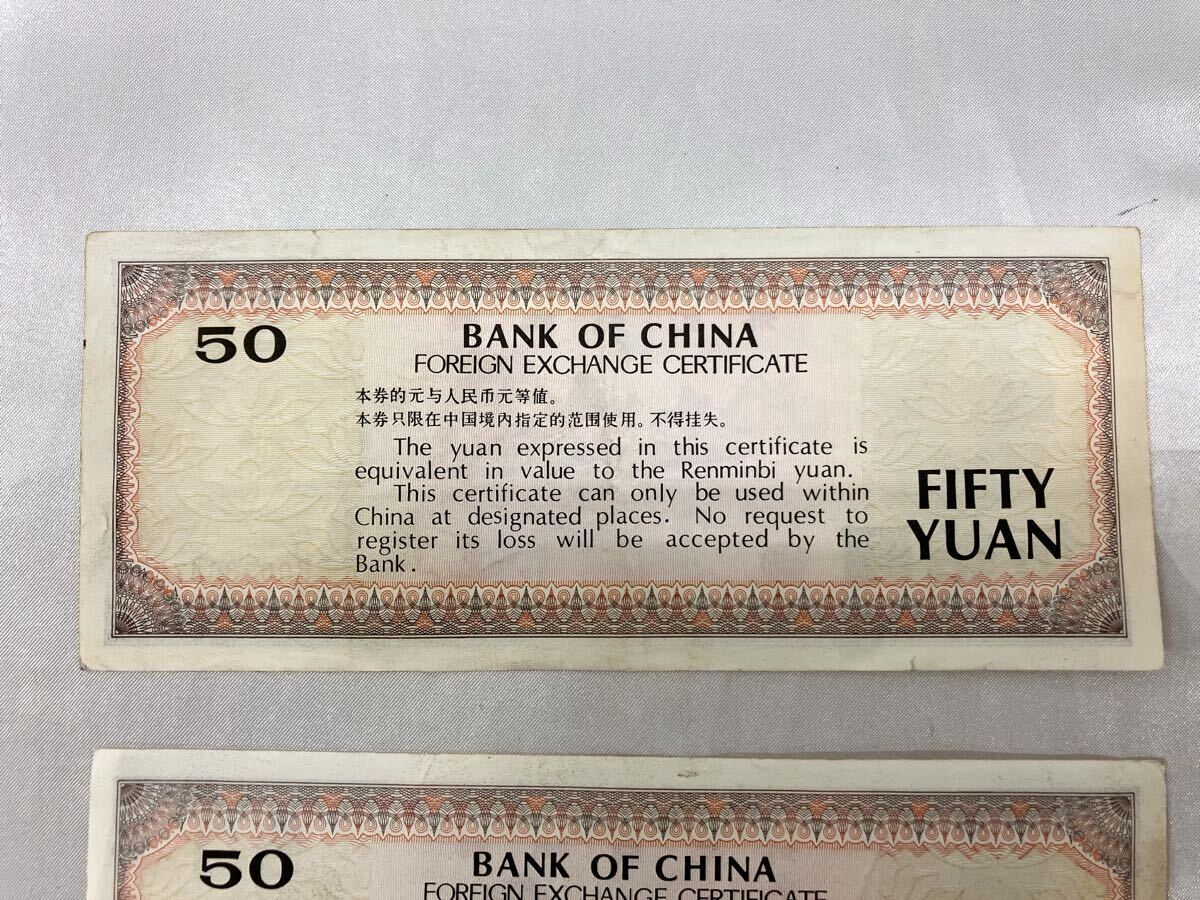 50
BANK OF CHINA
FOREIGN EXCHANGE CERTIFICATE
本券的元与人民币元等值。
本券只限在中国境内指定的范围使用。不得挂失。
The yuan expressed in this certificate is
equivalent in value to the Renminbi yuan.
This certificate can only be used within
China at designated places. No request to
register its loss will be accepted by the
Bank.
FIFTY
YUAN
50
BANK OF CHINA
FOREIGN EXCHANGE CERTIFICATE